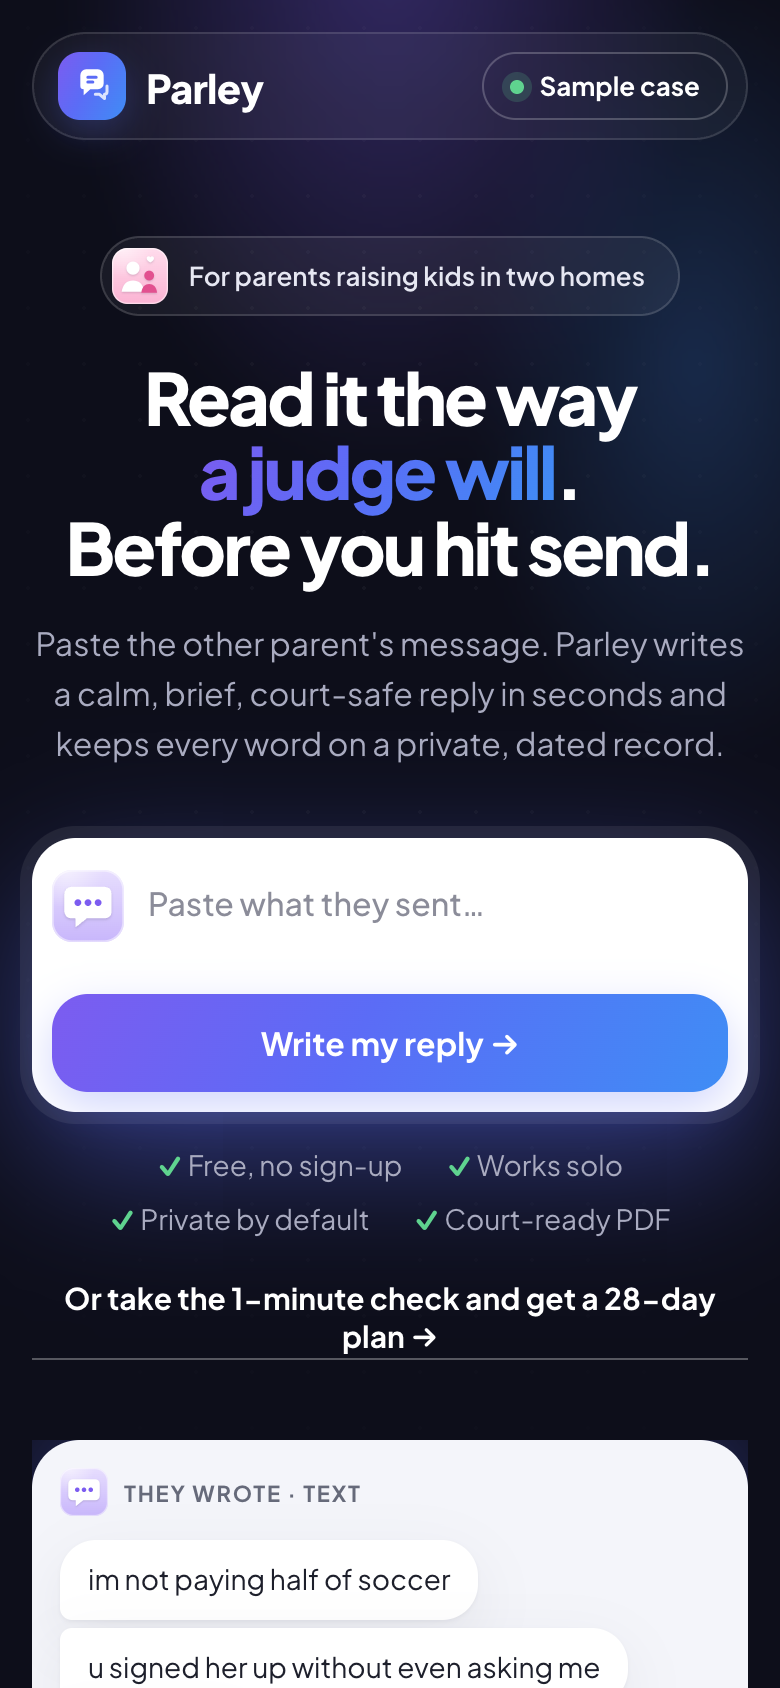 Parley
Sample case
For parents raising kids in two homes
Read it the way
a judge will.
Before you hit send.
Paste the other parent's message. Parley writes
a calm, brief, court-safe reply in seconds and
keeps every word on a private, dated record.
Paste what they sent...
Write my reply →
✓ Free, no sign-up ✓ Works solo
✓ Private by default ✓ Court-ready PDF
Or take the 1-minute check and get a 28-day
plan →
THEY WROTE · TEXT
im not paying half of soccer
u signed her up without even asking me